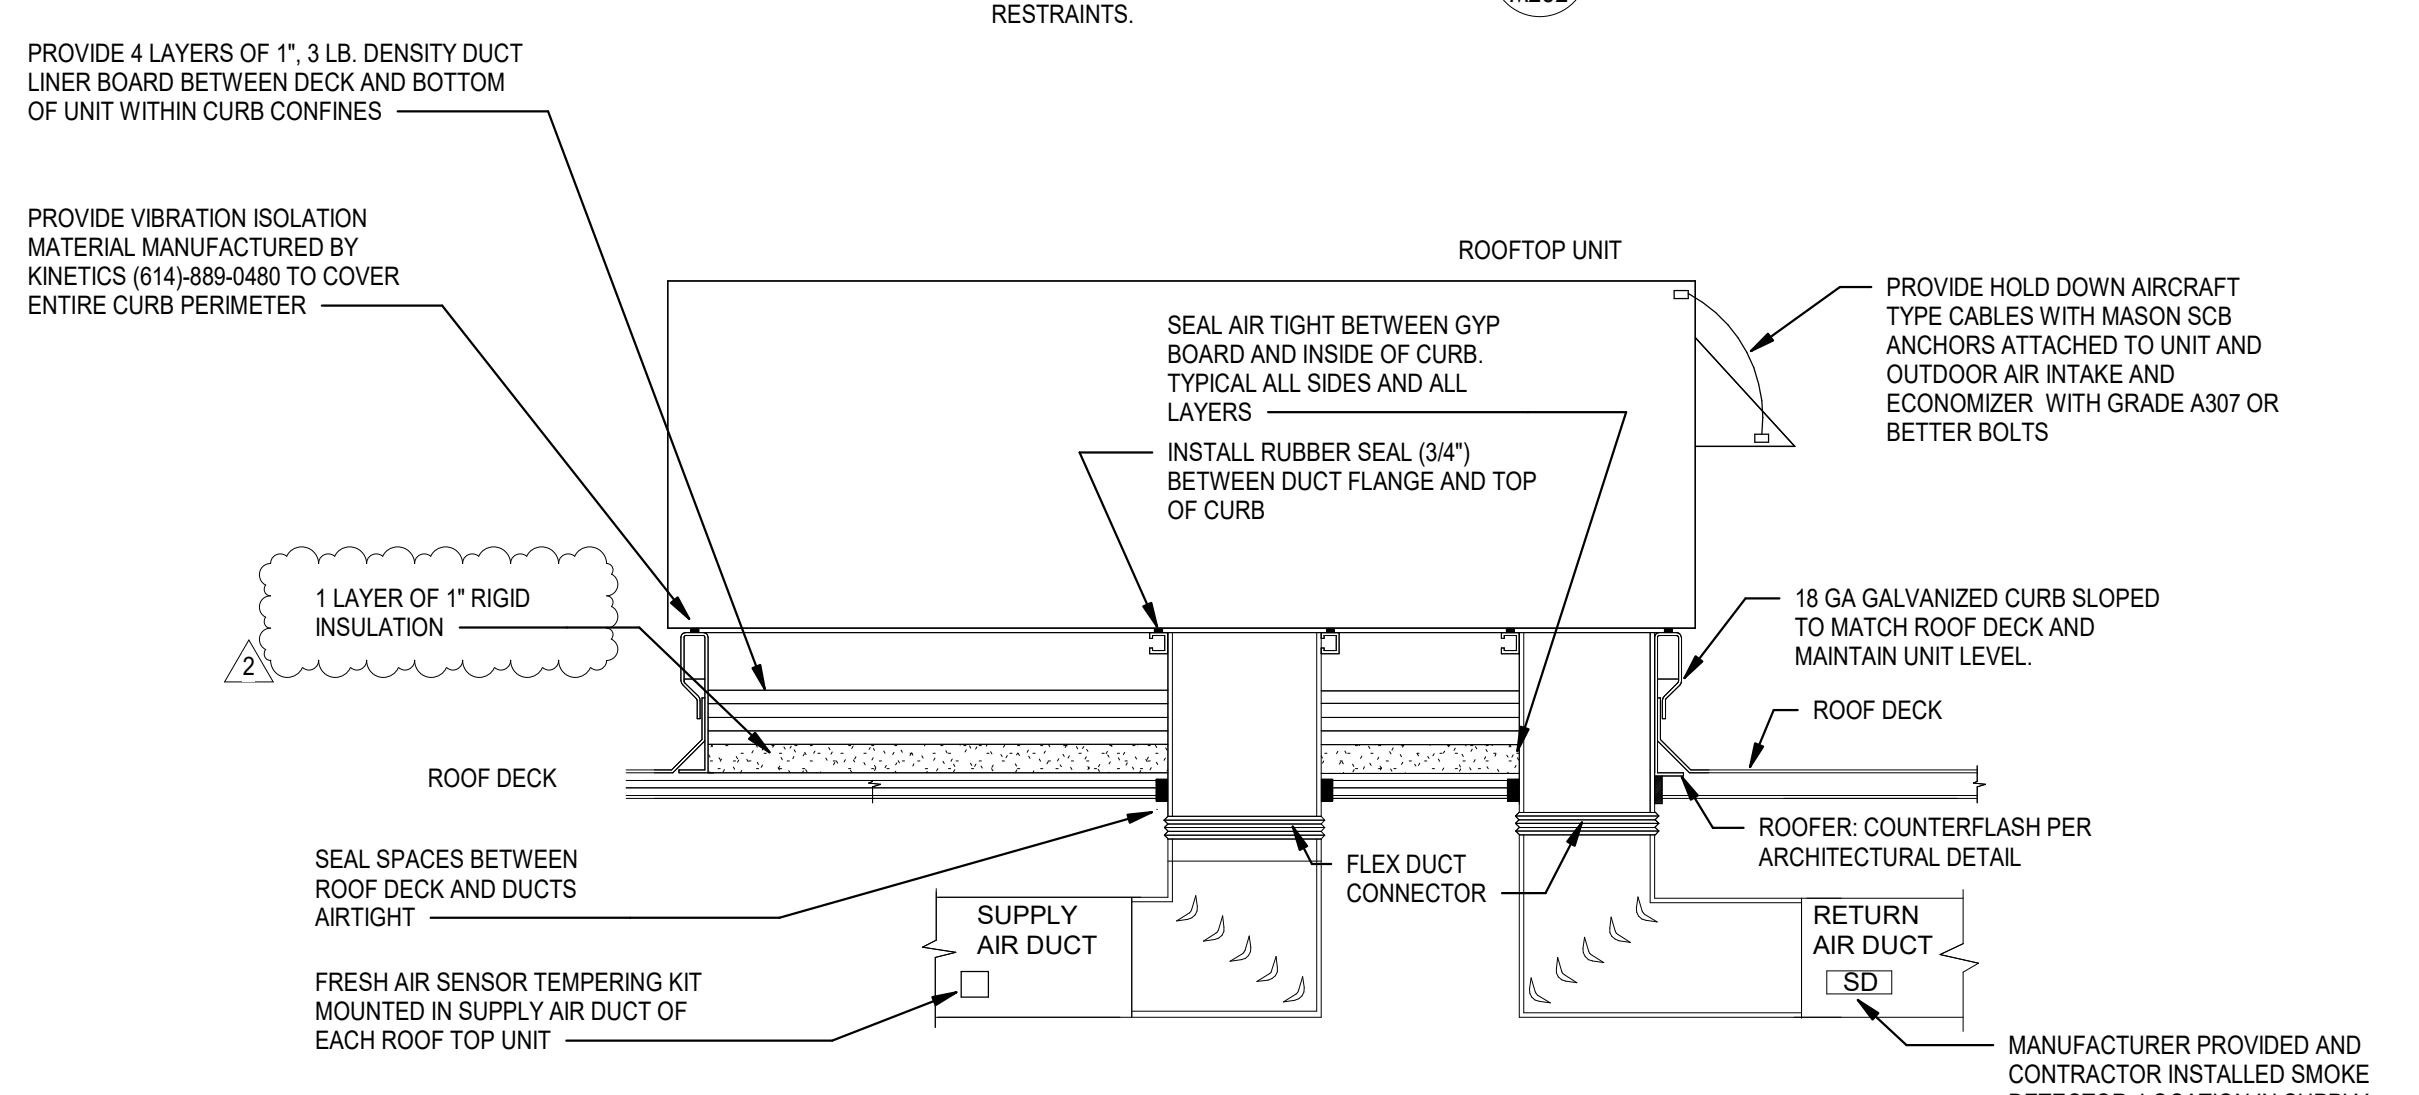 RESTRAINTS.
PROVIDE 4 LAYERS OF 1", 3 LB. DENSITY DUCT
LINER BOARD BETWEEN DECK AND BOTTOM
OF UNIT WITHIN CURB CONFINES
PROVIDE VIBRATION ISOLATION
MATERIAL MANUFACTURED BY
KINETICS (614)-889-0480 TO COVER
ENTIRE CURB PERIMETER
ROOFTOP UNIT
PROVIDE HOLD DOWN AIRCRAFT
TYPE CABLES WITH MASON SCB
ANCHORS ATTACHED TO UNIT AND
OUTDOOR AIR INTAKE AND
ECONOMIZER WITH GRADE A307 OR
BETTER BOLTS
SEAL AIR TIGHT BETWEEN GYP
BOARD AND INSIDE OF CURB.
TYPICAL ALL SIDES AND ALL
LAYERS
INSTALL RUBBER SEAL (3/4")
BETWEEN DUCT FLANGE AND TOP
OF CURB
1 LAYER OF 1" RIGID
INSULATION
2
18 GA GALVANIZED CURB SLOPED
TO MATCH ROOF DECK AND
MAINTAIN UNIT LEVEL.
ROOF DECK
ROOF DECK
ROOFER: COUNTERFLASH PER
ARCHITECTURAL DETAIL
SEAL SPACES BETWEEN
ROOF DECK AND DUCTS
AIRTIGHT
FLEX DUCT
CONNECTOR
SUPPLY
AIR DUCT
RETURN
AIR DUCT
SD
FRESH AIR SENSOR TEMPERING KIT
MOUNTED IN SUPPLY AIR DUCT OF
EACH ROOF TOP UNIT
MANUFACTURER PROVIDED AND
CONTRACTOR INSTALLED SMOKE